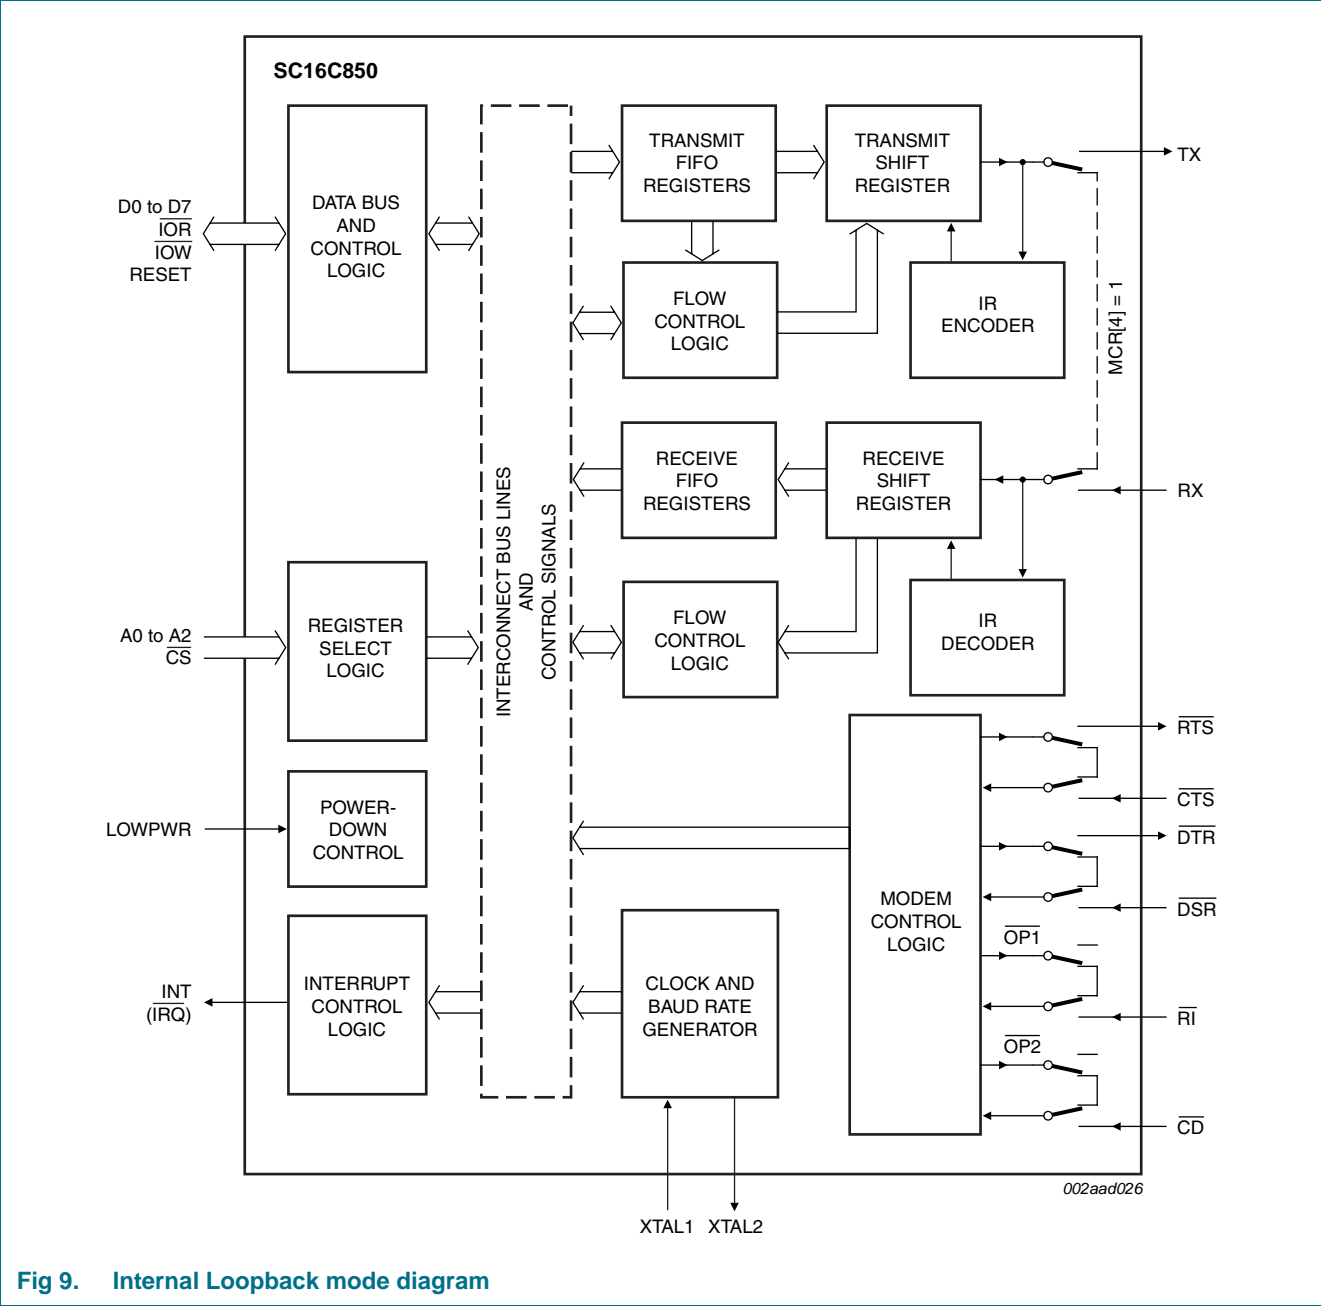 SC16C850
DATA BUS
AND
CONTROL
LOGIC
D0 to D7
IOR
IOW
RESET
TRANSMIT
FIFO
REGISTERS
TRANSMIT
SHIFT
REGISTER
TX
FLOW
CONTROL
LOGIC
IR
ENCODER
MCR[4] = 1
RECEIVE
FIFO
REGISTERS
RECEIVE
SHIFT
REGISTER
RX
INTERCONNECT BUS LINES
AND
CONTROL SIGNALS
A0 to A2
CS
REGISTER
SELECT
LOGIC
FLOW
CONTROL
LOGIC
IR
DECODER
LOWPWR
POWER-
DOWN
CONTROL
RTS
CTS
DTR
DSR
MODEM
CONTROL
LOGIC
OP1
RI
OP2
CD
INT
(IRQ)
INTERRUPT
CONTROL
LOGIC
CLOCK AND
BAUD RATE
GENERATOR
002aad026
XTAL1 XTAL2
Fig 9. Internal Loopback mode diagram